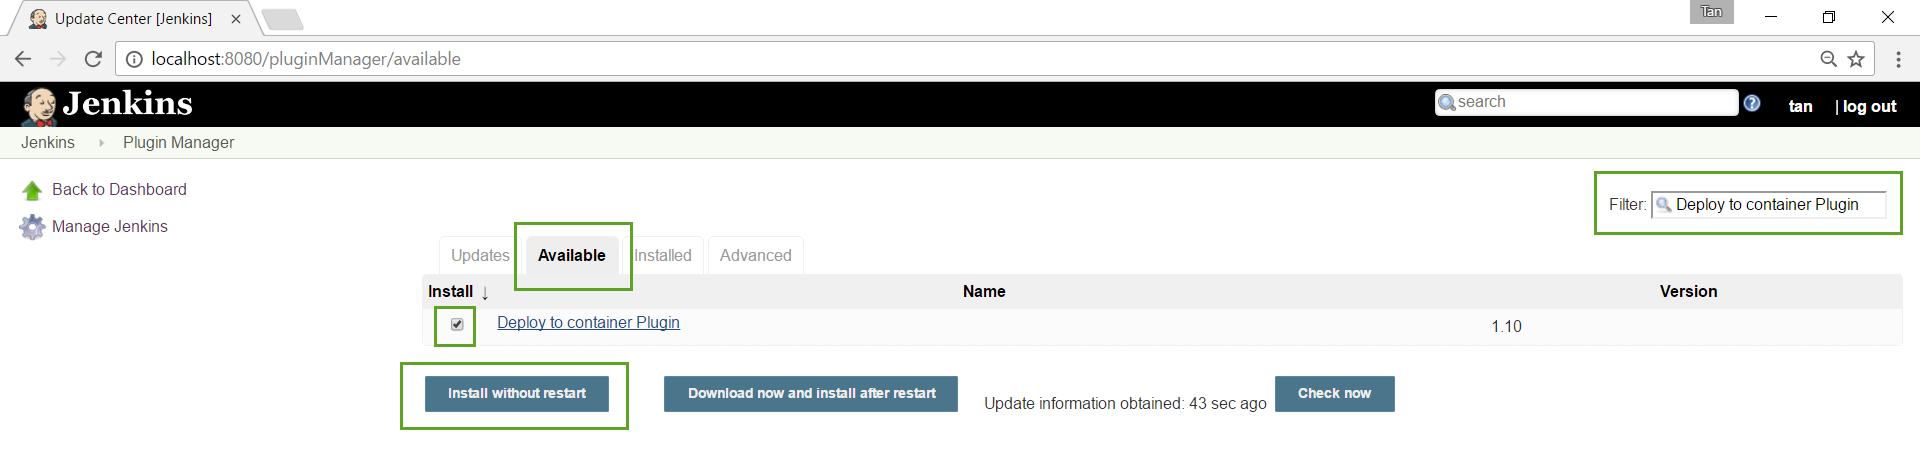 Update Center [Jenkins]
Tan
localhost:8080/pluginManager/available
Jenkins
search
tan | log out
Jenkins Plugin Manager
Back to Dashboard
Manage Jenkins
Filter: Deploy to container Plugin
Updates Available Installed Advanced
Install ↓ Name Version
Deploy to container Plugin 1.10
Install without restart Download now and install after restart Update information obtained: 43 sec ago Check now